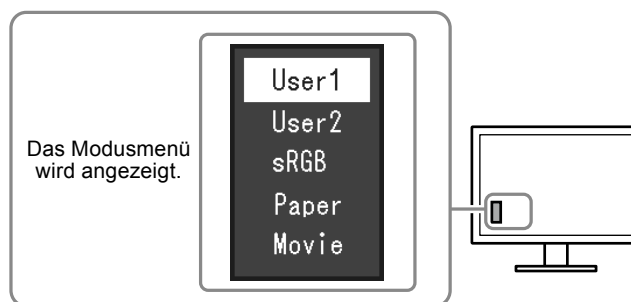 Das Modusmenü
wird angezeigt.
User1
User2
sRGB
Paper
Movie